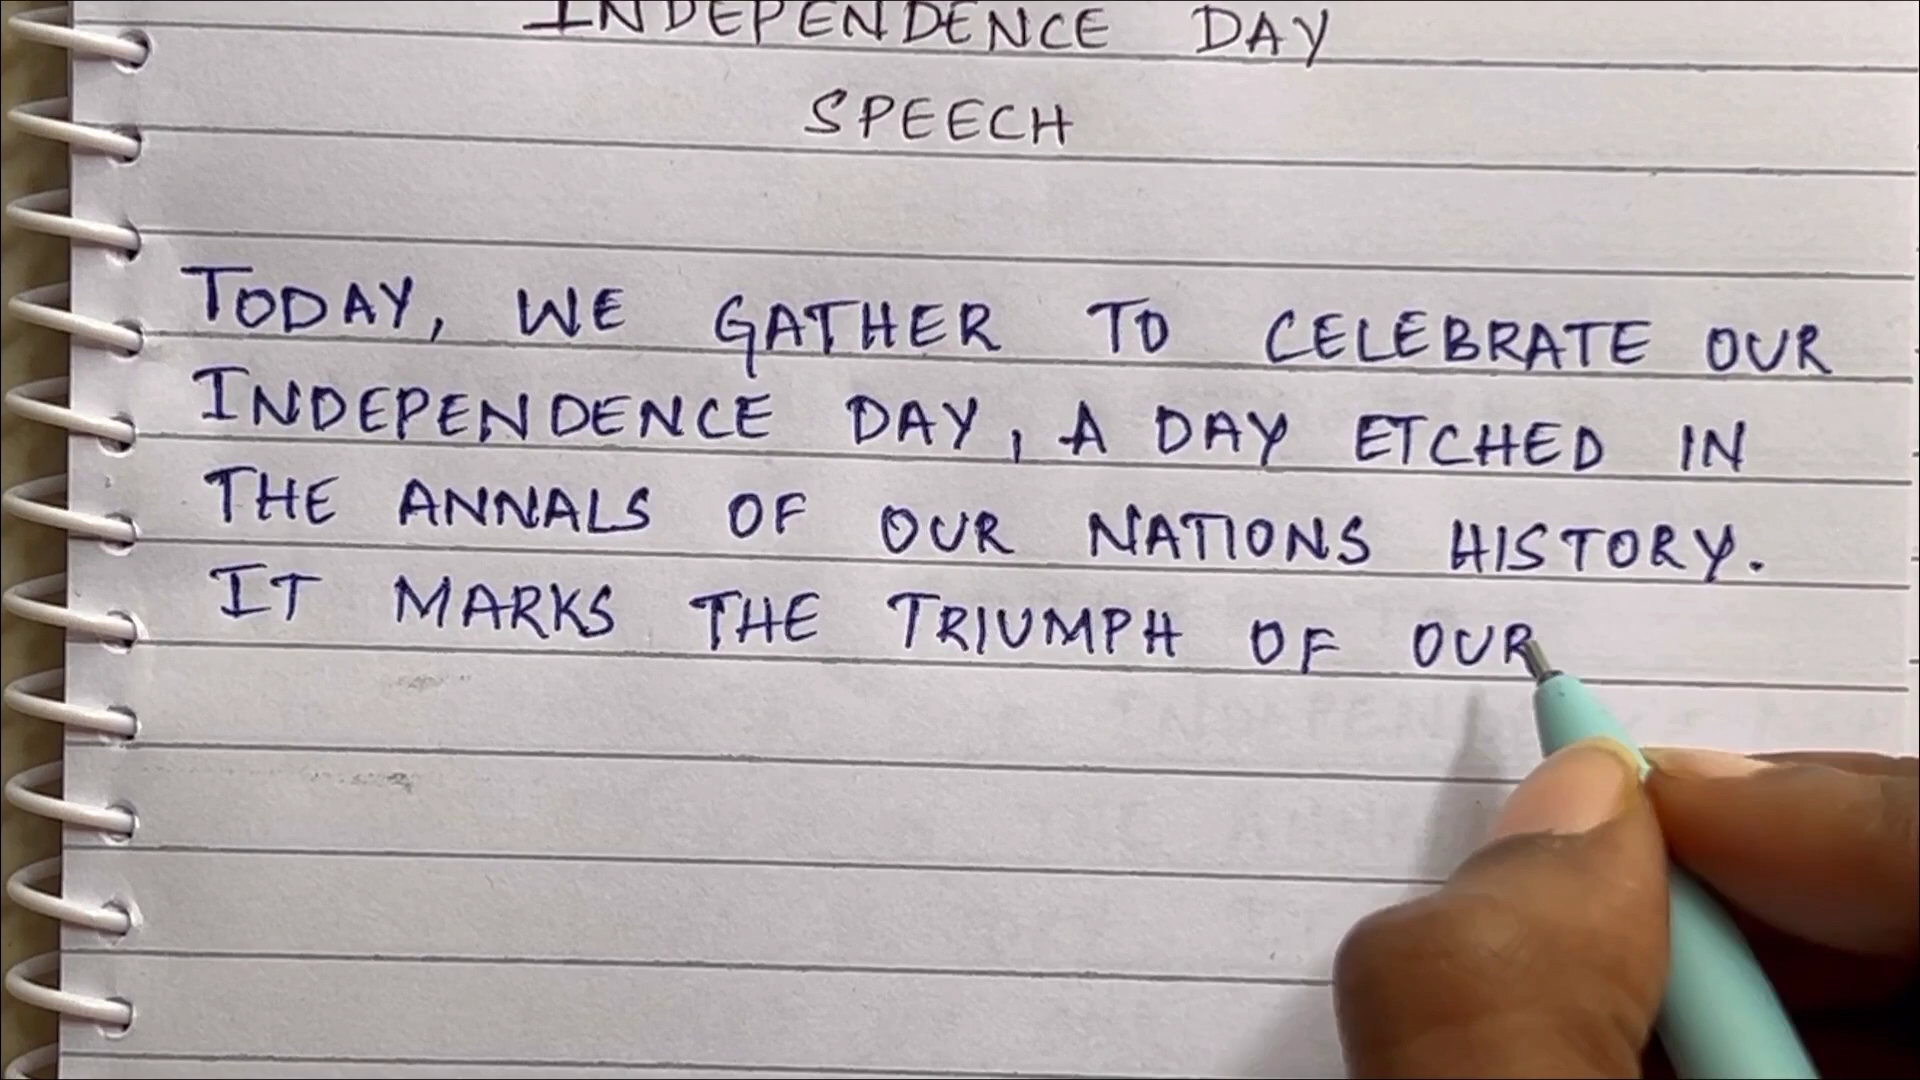 INDEPENDENCE DAY
SPEECH
TODAY, WE GATHER TO CELEBRATE OUR
INDEPENDENCE DAY, A DAY ETCHED IN
THE ANNALS OF OUR NATIONS HISTORY.
IT MARKS THE TRIUMPH OF OUR